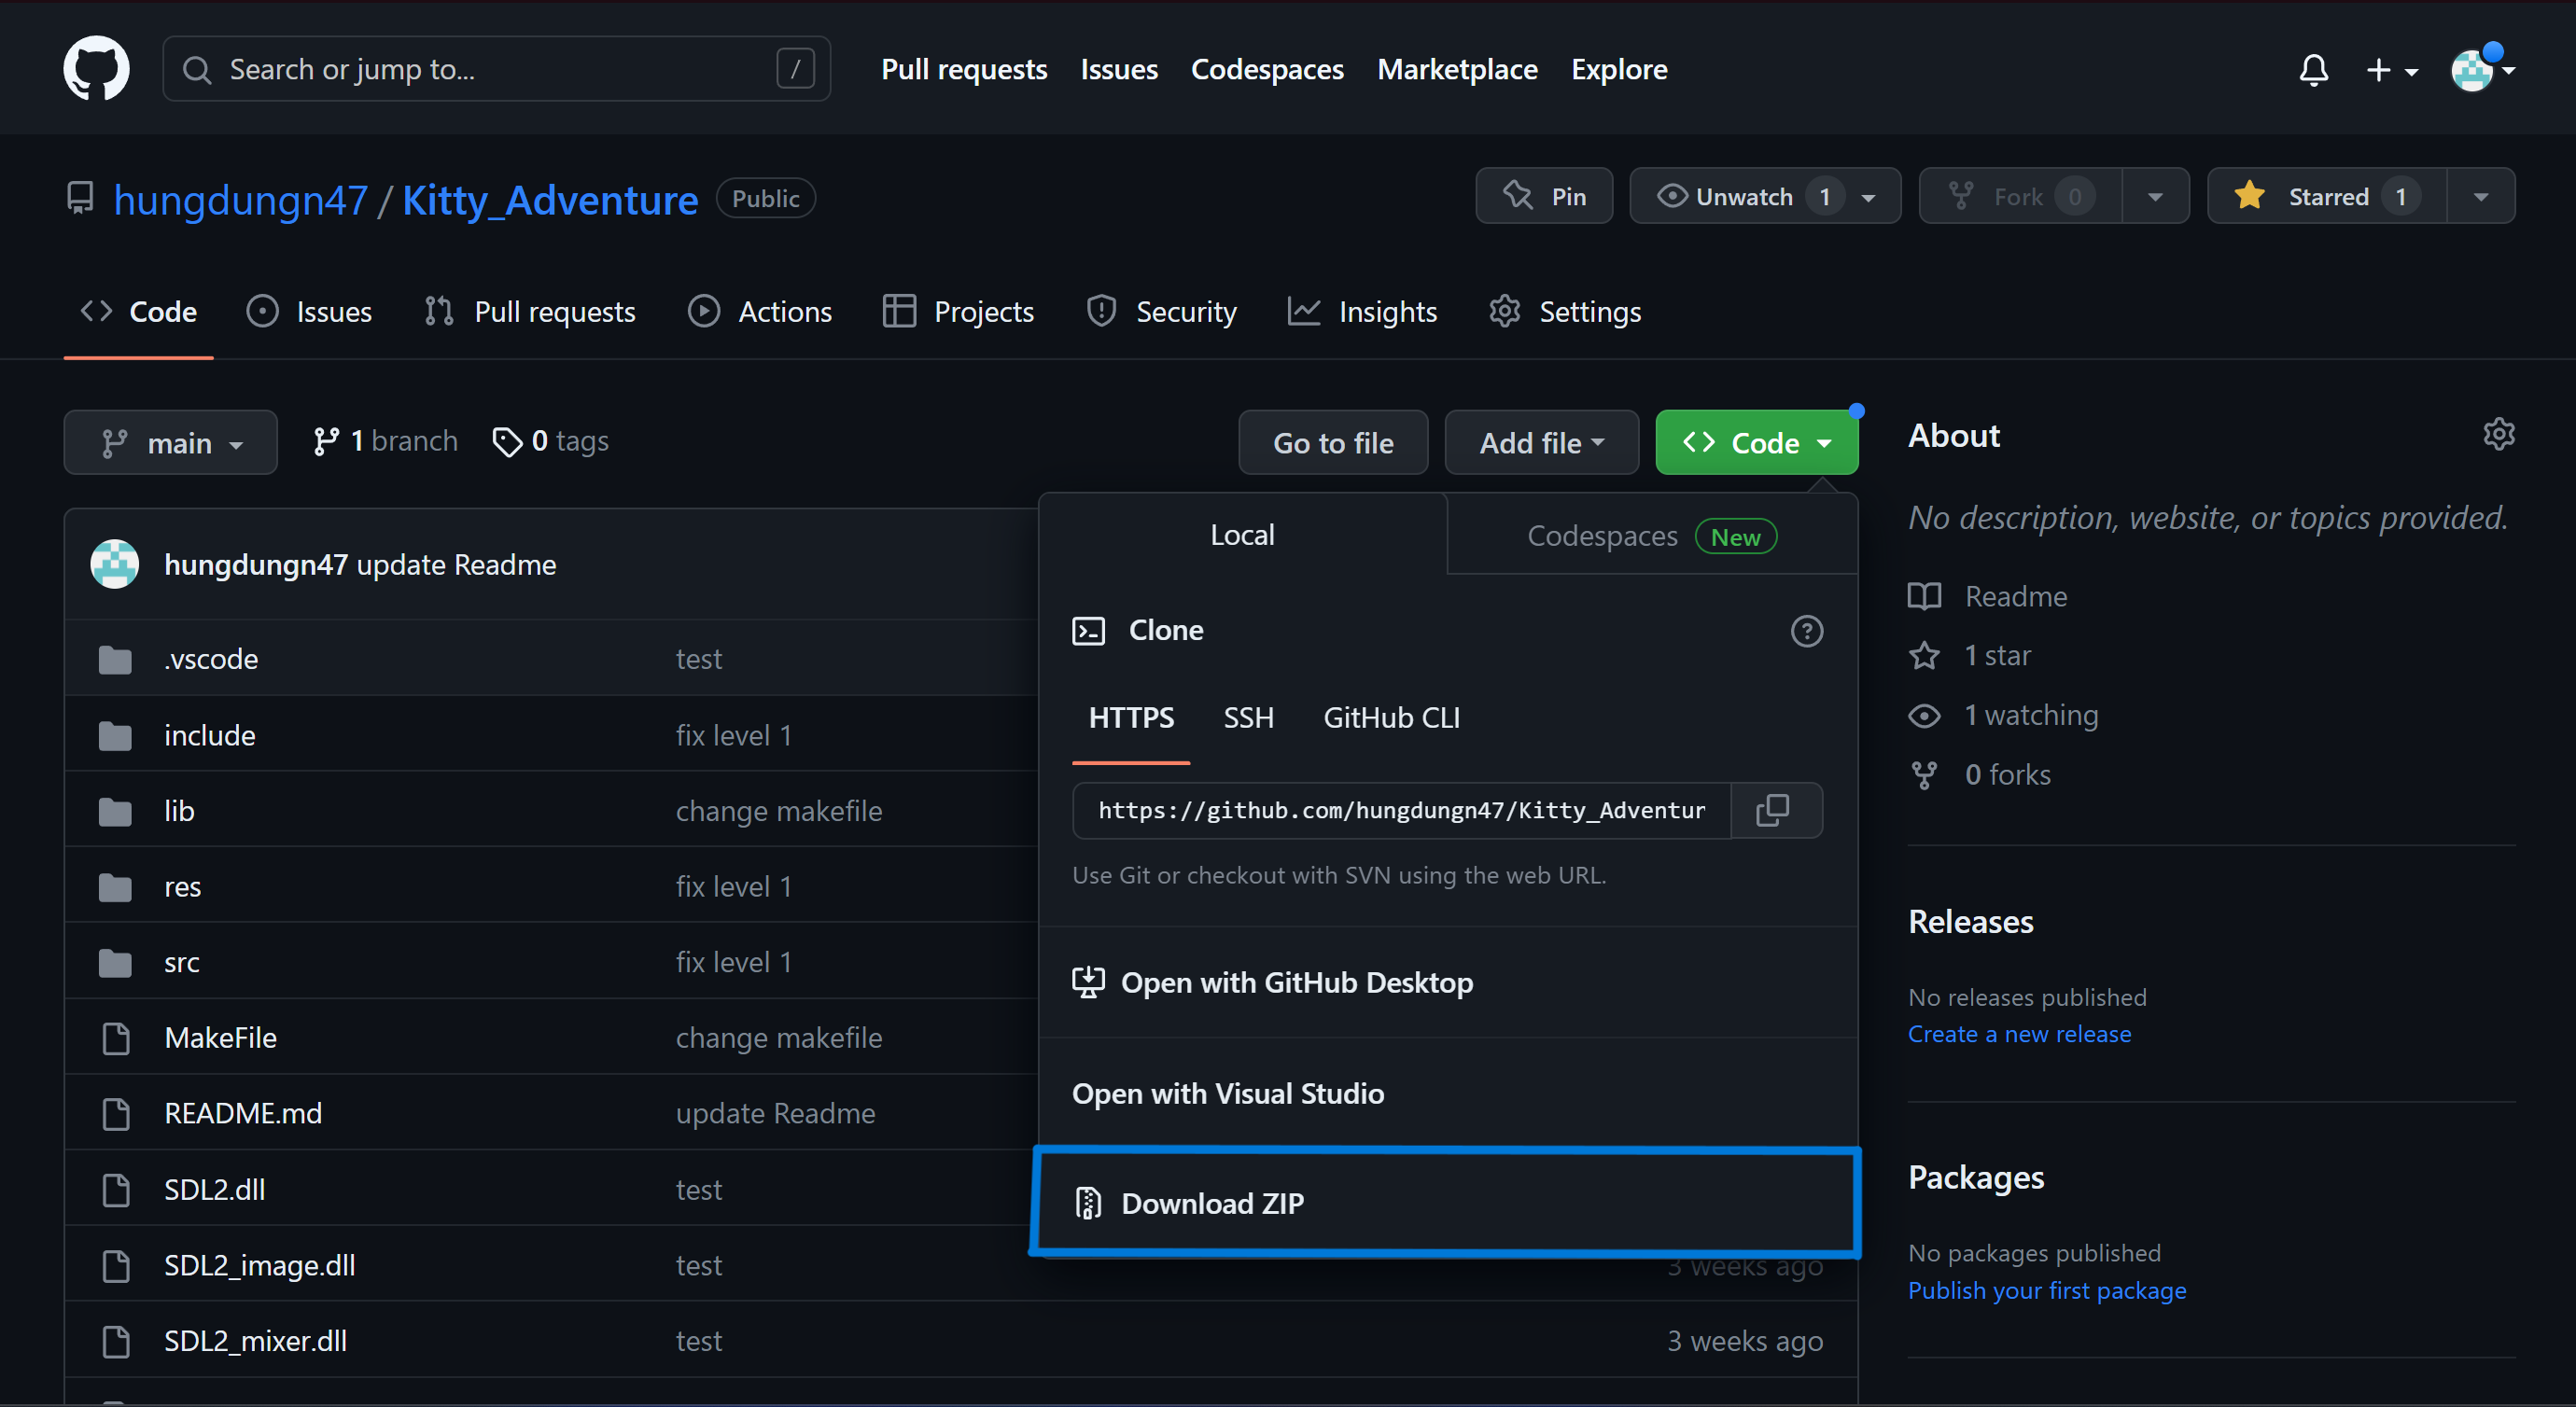 Search or jump to... /
Pull requests Issues Codespaces Marketplace Explore
hungdungn47 / Kitty_Adventure Public
Pin Unwatch 1 Fork 0 Starred 1
Code Issues Pull requests Actions Projects Security Insights Settings
main 1 branch 0 tags
Go to file Add file Code
hungdungn47 update Readme
.vscode test
include fix level 1
lib change makefile
res fix level 1
src fix level 1
MakeFile change makefile
README.md update Readme
SDL2.dll test
SDL2_image.dll test 3 weeks ago
SDL2_mixer.dll test 3 weeks ago
Local Codespaces New
Clone
HTTPS SSH GitHub CLI
https://github.com/hungdungn47/Kitty_Adventur
Use Git or checkout with SVN using the web URL.
Open with GitHub Desktop
Open with Visual Studio
Download ZIP
About
No description, website, or topics provided.
Readme
1 star
1 watching
0 forks
Releases
No releases published
Create a new release
Packages
No packages published
Publish your first package